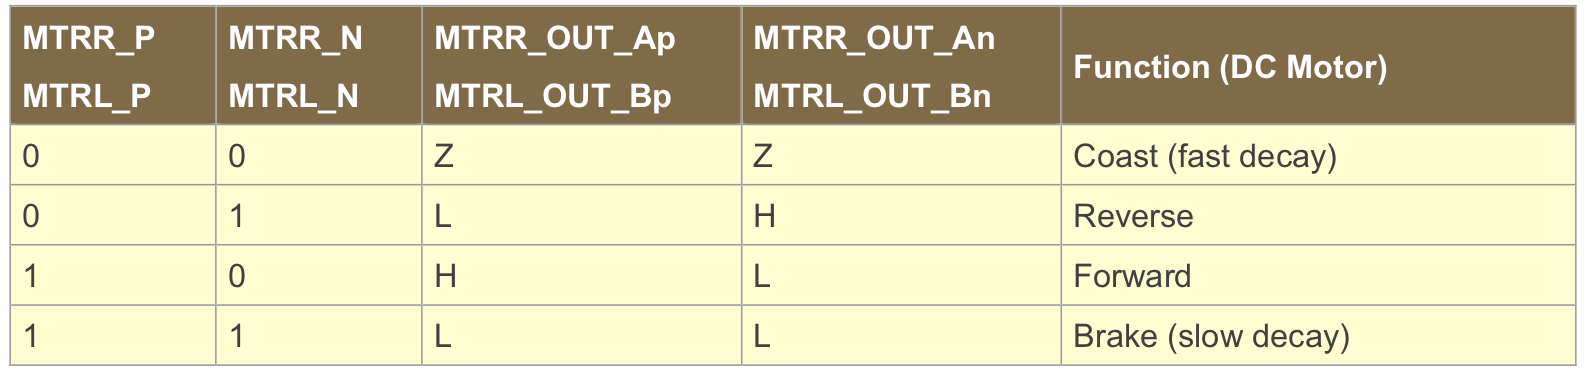 MTRR_P MTRR_N MTRR_OUT_Ap MTRR_OUT_An Function (DC Motor)
MTRL_P MTRL_N MTRL_OUT_Bp MTRL_OUT_Bn
0 0 Z Z Coast (fast decay)
0 1 L H Reverse
1 0 H L Forward
1 1 L L Brake (slow decay)